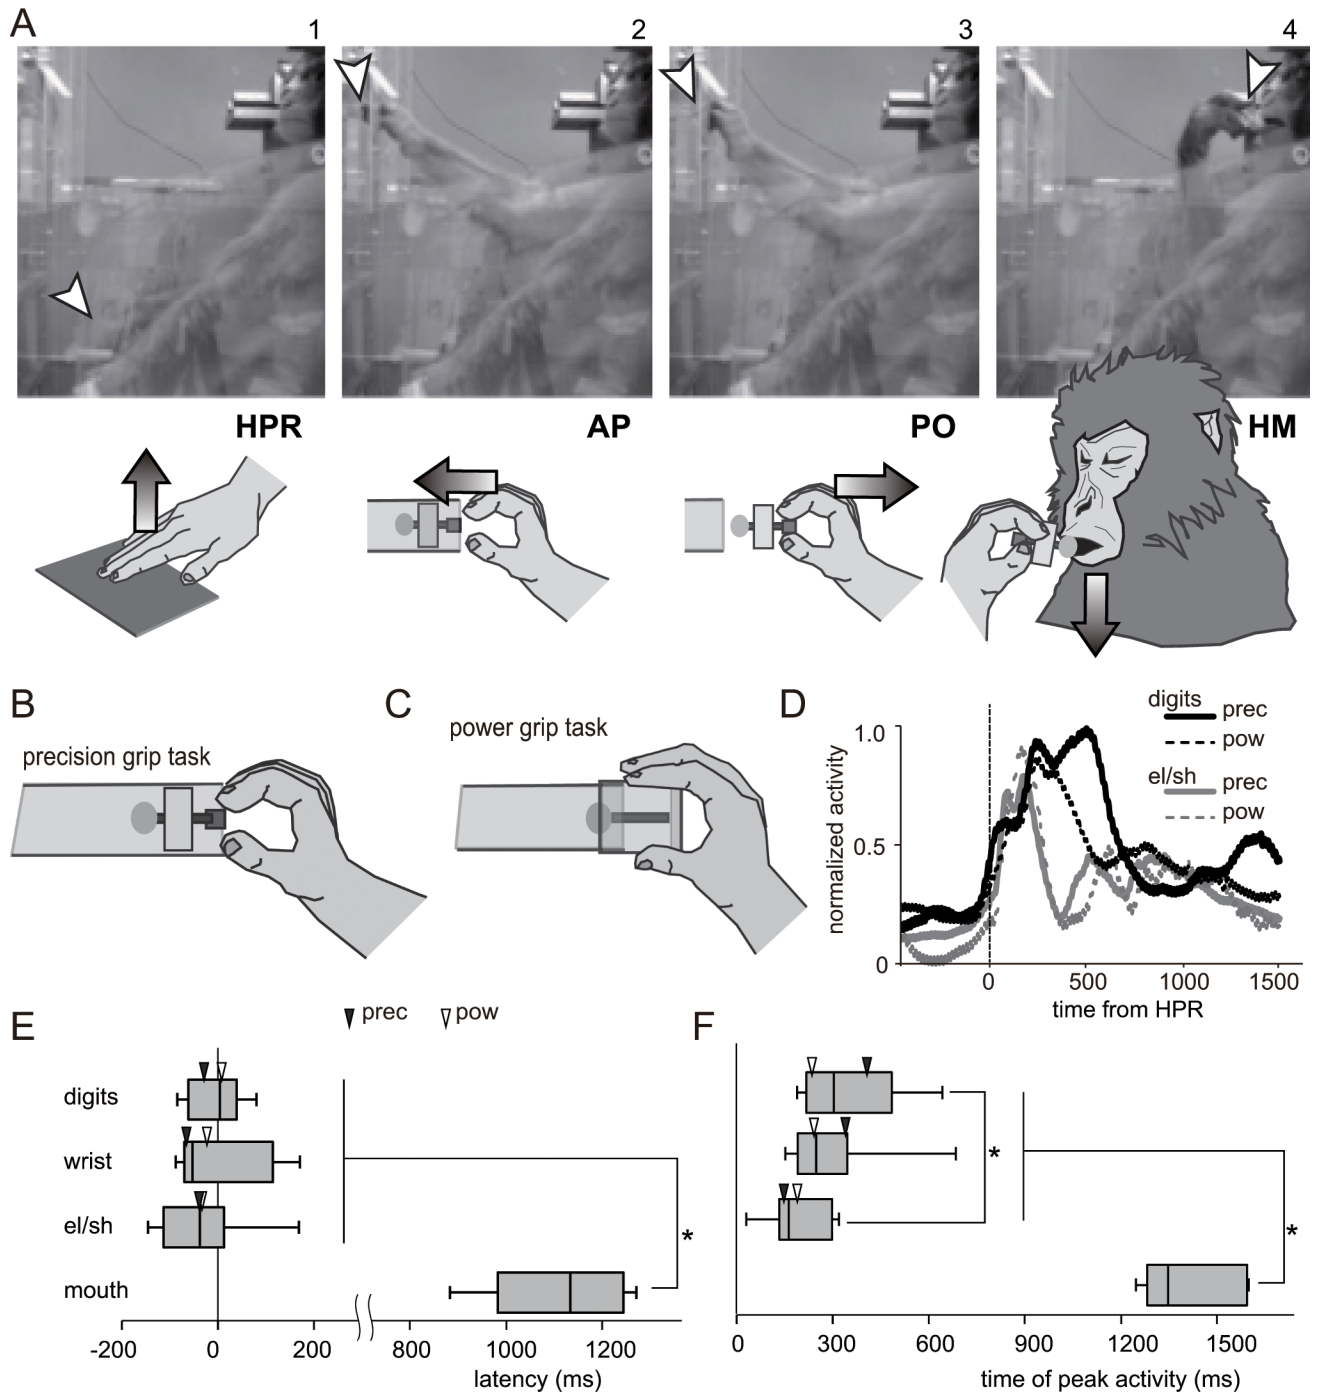 A
1
2
3
4
HPR
AP
PO
HM
B
precision grip task
C
power grip task
D
digits
prec
pow
el/sh
prec
pow
1.0
0.5
0
normalized activity
0
500
1000
1500
time from HPR
E
prec
pow
digits
wrist
el/sh
mouth
*
-200
0
200
800
1000
1200
latency (ms)
F
*
*
0
300
600
900
1200
1500
time of peak activity (ms)